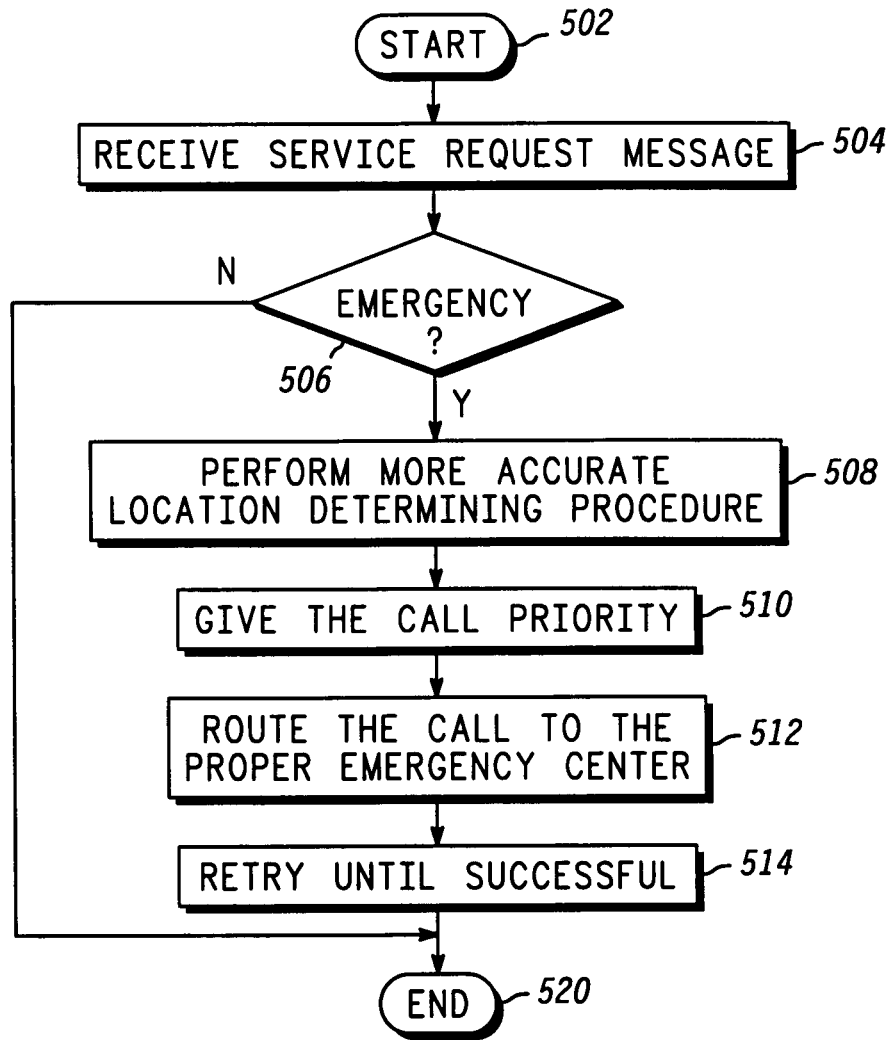 START
502
RECEIVE SERVICE REQUEST MESSAGE
504
N
EMERGENCY
?
506
Y
PERFORM MORE ACCURATE
LOCATION DETERMINING PROCEDURE
508
GIVE THE CALL PRIORITY
510
ROUTE THE CALL TO THE
PROPER EMERGENCY CENTER
512
RETRY UNTIL SUCCESSFUL
514
END
520